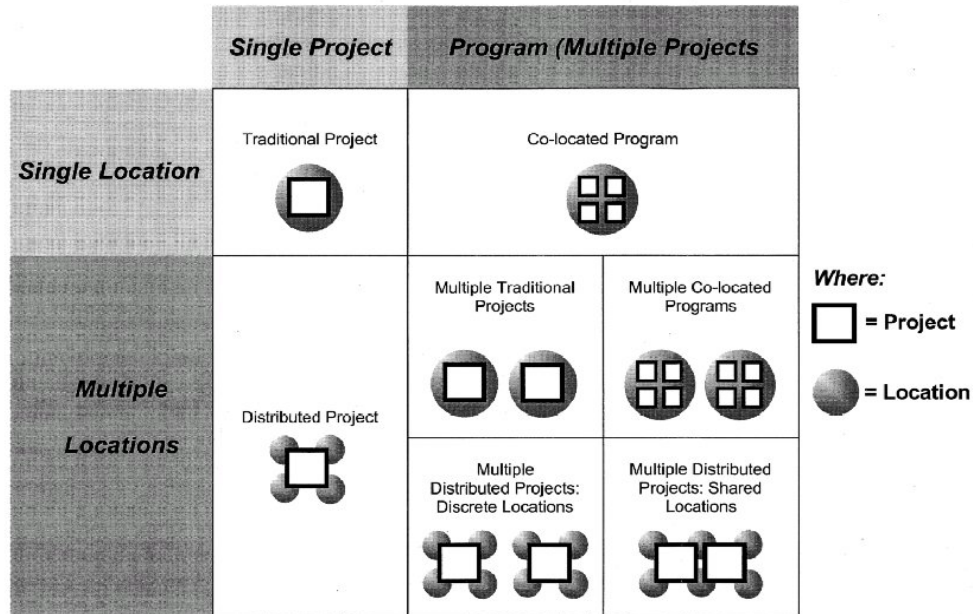 Single Project
Program (Multiple Projects
Single Location
Traditional Project
Co-located Program
Multiple
Locations
Distributed Project
Multiple Traditional
Projects
Multiple Co-located
Programs
Multiple
Distributed Projects:
Discrete Locations
Multiple Distributed
Projects: Shared
Locations
Where:
= Project
= Location